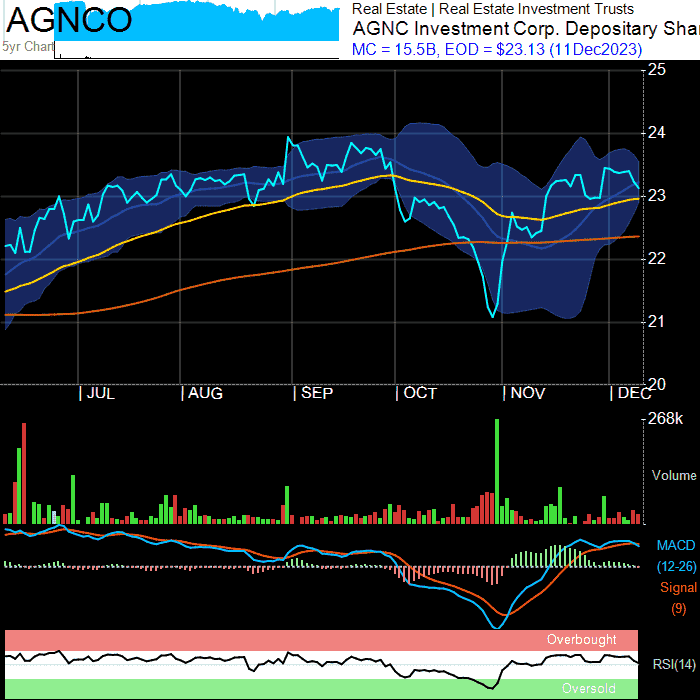 AGNCO
5yr Chart
Real Estate | Real Estate Investment Trusts
AGNC Investment Corp. Depositary Shar
MC = 15.5B, EOD = $23.13 (11Dec2023)
25
24
23
22
21
20
| JUL | AUG | SEP | OCT | NOV | DEC
268k
Volume
MACD
(12-26)
Signal
(9)
Overbought
RSI(14)
Oversold